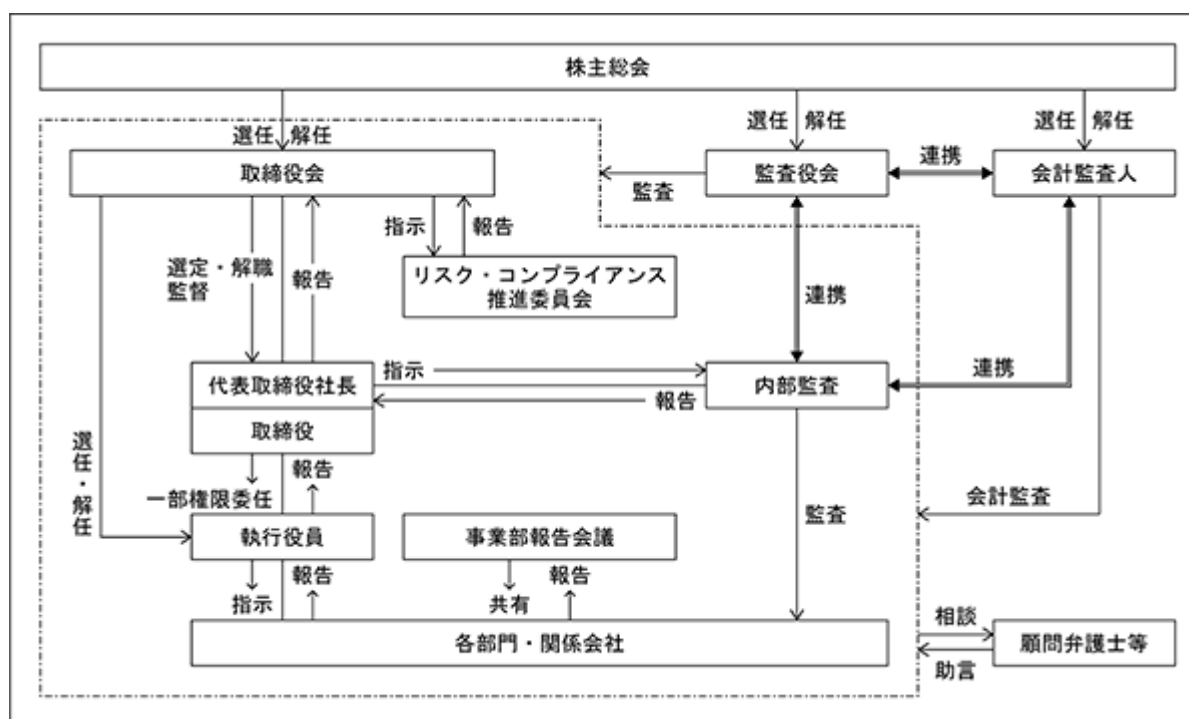 株主総会
選任 解任
選任 解任
選任 解任
取締役会
監査役会
連携
会計監査人
監査
指示
報告
選定・解職
監督
報告
リスク・コンプライアンス
推進委員会
連携
代表取締役社長
指示
内部監査
連携
報告
取締役
選任・解任
報告
一部権限委任
監査
会計監査
執行役員
事業部報告会議
報告
報告
指示
共有
相談
各部門・関係会社
顧問弁護士等
助言